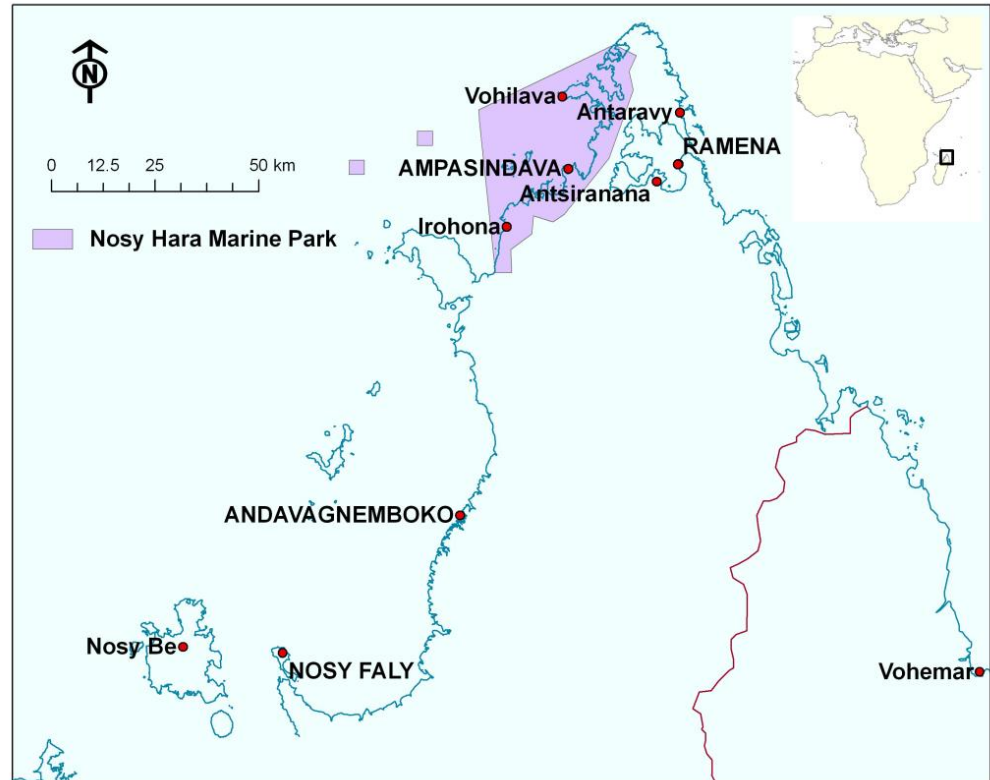 N
Vohilava
Antaravy
RAMENA
0 12.5 25 50 km
AMPASINDAVA
Antsiranana
Irohona
Nosy Hara Marine Park
ANDAVAGNEMBOKO
Nosy Be
NOSY FALY
Vohemar